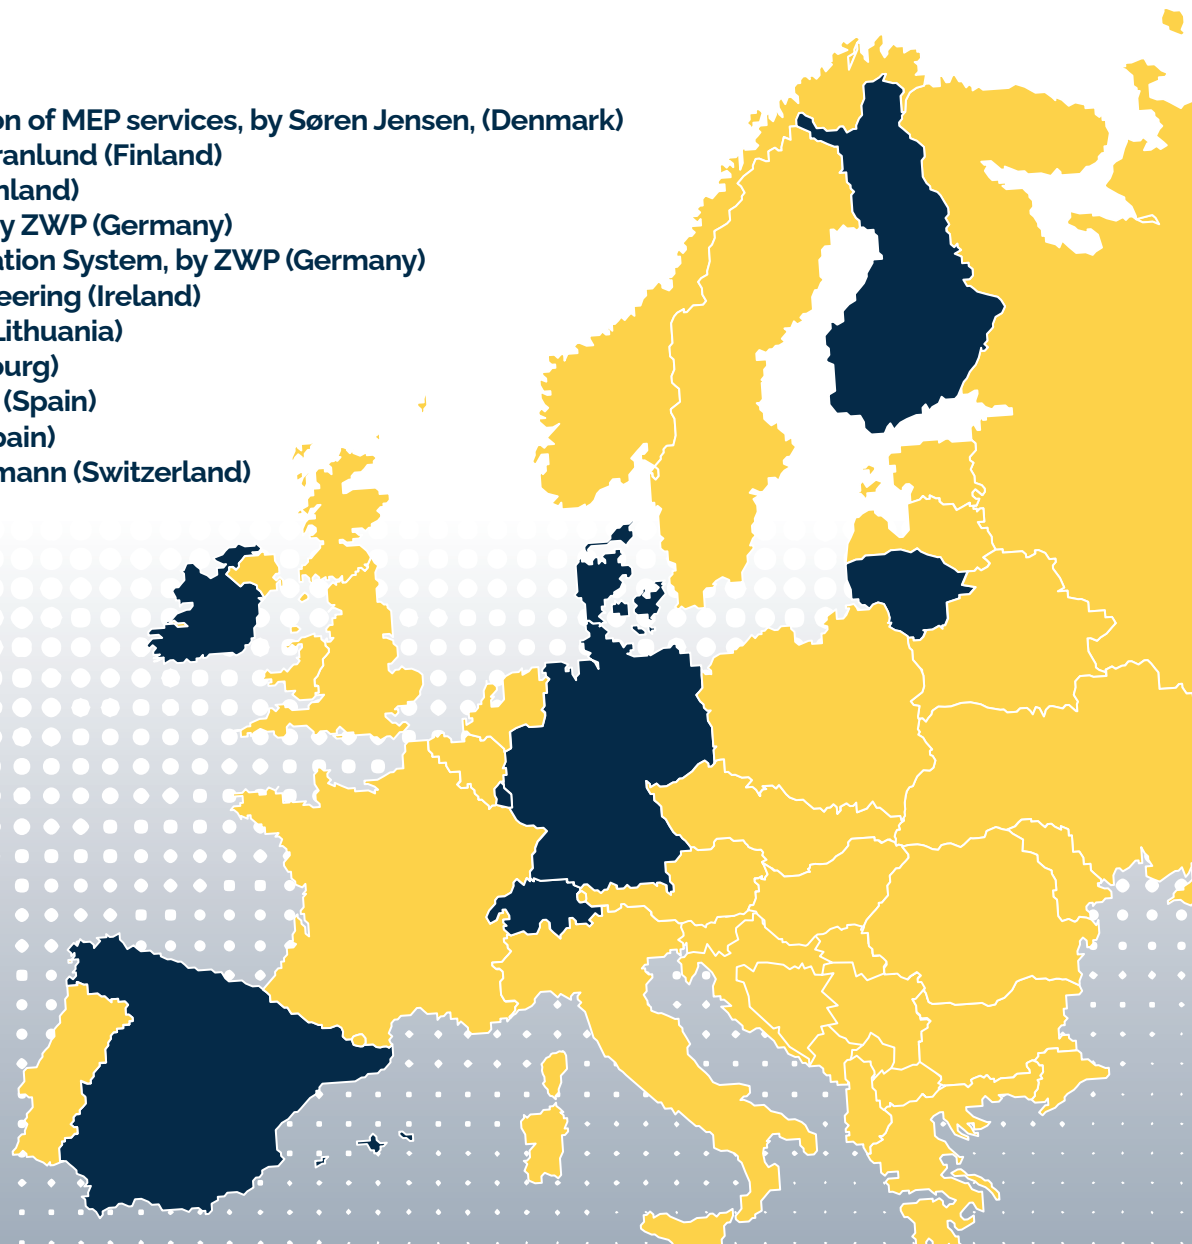 on of MEP services, by Søren Jensen, (Denmark)
ranlund (Finland)
nland)
y ZWP (Germany)
ation System, by ZWP (Germany)
eering (Ireland)
Lithuania)
ourg)
(Spain)
pain)
mann (Switzerland)